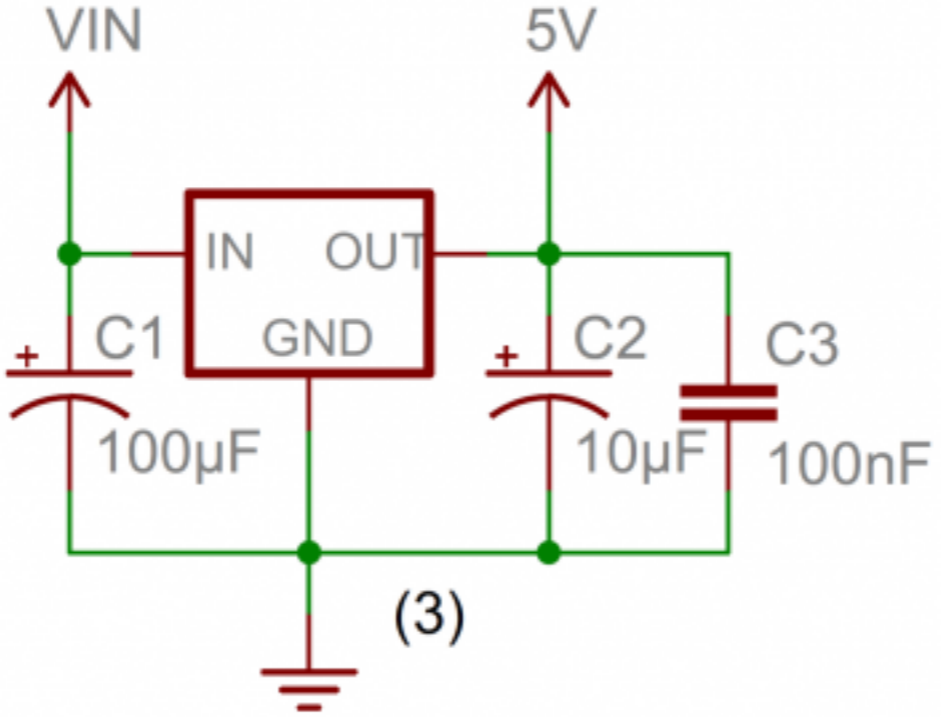 VIN
5V
IN
OUT
GND
+
C1
100µF
+
C2
10µF
C3
100nF
(3)